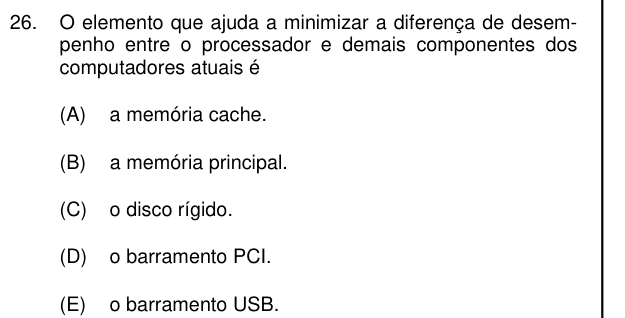 26. O elemento que ajuda a minimizar a diferença de desem-
penho entre o processador e demais componentes dos
computadores atuais é
(A) a memória cache.
(B) a memória principal.
(C) o disco rígido.
(D) o barramento PCI.
(E) o barramento USB.